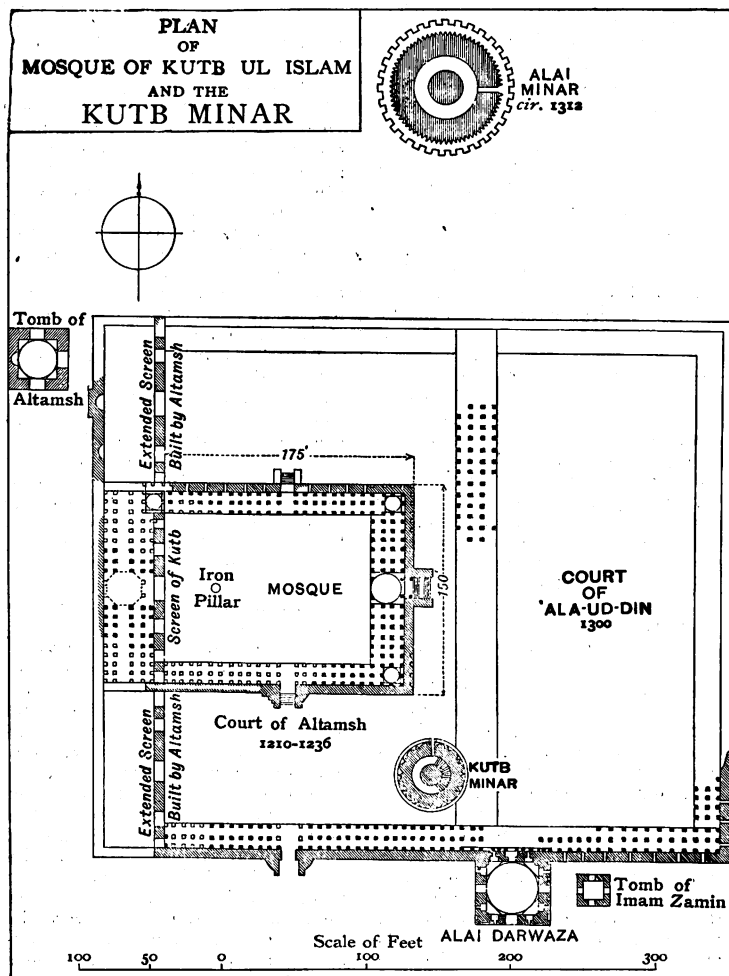 PLAN
OF
MOSQUE OF KUTB UL ISLAM
AND THE
KUTB MINAR
ALAI
MINAR
cir. 1312
Tomb of
Altamsh
Extended Screen
Built by Altamsh
175'
150'
Screen of Kutb
Iron
Pillar
MOSQUE
COURT
OF
'ALA-UD-DIN
1300
Court of Altamsh
1210-1236
Extended Screen
Built by Altamsh
KUTB
MINAR
Tomb of
Imam Zamin
ALAI DARWAZA
Scale of Feet
100 50 0 100 200 300